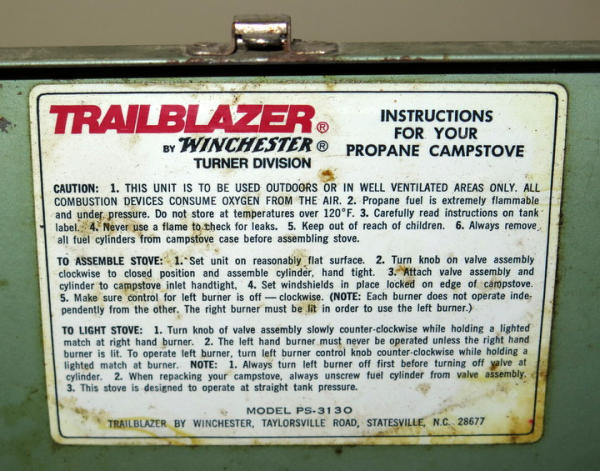 TRAILBLAZER®
BY WINCHESTER®
TURNER DIVISION
INSTRUCTIONS
FOR YOUR
PROPANE CAMPSTOVE
CAUTION: 1. THIS UNIT IS TO BE USED OUTDOORS OR IN WELL VENTILATED AREAS ONLY. ALL
COMBUSTION DEVICES CONSUME OXYGEN FROM THE AIR. 2. Propane fuel is extremely flammable
and under pressure. Do not store at temperatures over 120°F. 3. Carefully read instructions on tank
label. 4. Never use a flame to check for leaks. 5. Keep out of reach of children. 6. Always remove
all fuel cylinders from campstove case before assembling stove.
TO ASSEMBLE STOVE: 1. Set unit on reasonably flat surface. 2. Turn knob on valve assembly
clockwise to closed position and assemble cylinder, hand tight. 3. Attach valve assembly and
cylinder to campstove inlet handtight, 4. Set windshields in place locked on edge of campstove.
5. Make sure control for left burner is off — clockwise. (NOTE: Each burner does not operate inde-
pendently from the other. The right burner must be lit in order to use the left burner.)
TO LIGHT STOVE: 1. Turn knob of valve assembly slowly counter-clockwise while holding a lighted
match at right hand burner. 2. The left hand burner must never be operated unless the right hand
burner is lit. To operate left burner, turn left burner control knob counter-clockwise while holding a
lighted match at burner. NOTE: 1. Always turn left burner off first before turning off valve at
cylinder. 2. When repacking your campstove, always unscrew fuel cylinder from valve assembly.
3. This stove is designed to operate at straight tank pressure.
MODEL PS-3130
TRAILBLAZER BY WINCHESTER, TAYLORSVILLE ROAD, STATESVILLE, N.C. 28677